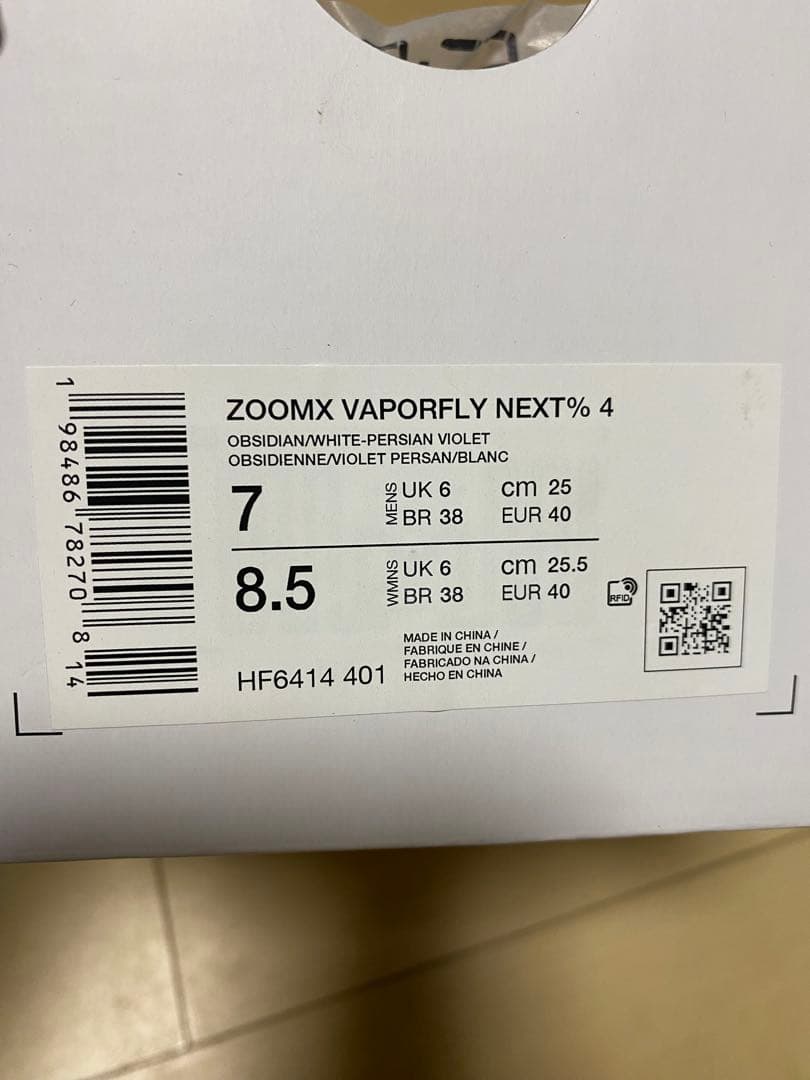 ZOOMX VAPORFLY NEXT% 4
OBSIDIAN/WHITE-PERSIAN VIOLET
OBSIDIENNE/VIOLET PERSAN/BLANC
7 MENS UK 6 cm 25
BR 38 EUR 40
8.5 WMNS UK 6 cm 25.5
BR 38 EUR 40
RFID
MADE IN CHINA /
FABRIQUE EN CHINE /
FABRICADO NA CHINA /
HECHO EN CHINA
HF6414 401
1 98486 78270 8 14